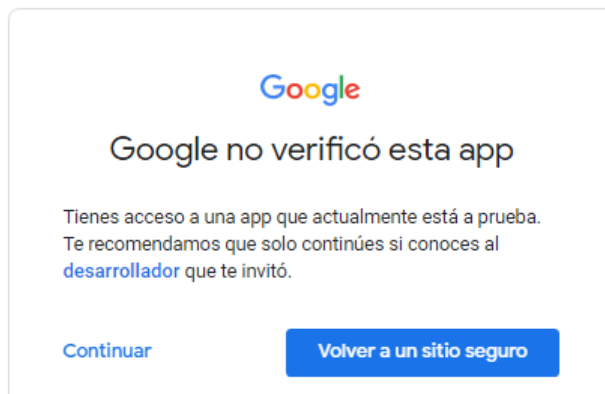 Google
Google no verificó esta app
Tienes acceso a una app que actualmente está a prueba.
Te recomendamos que solo continúes si conoces al
desarrollador que te invitó.
Continuar
Volver a un sitio seguro